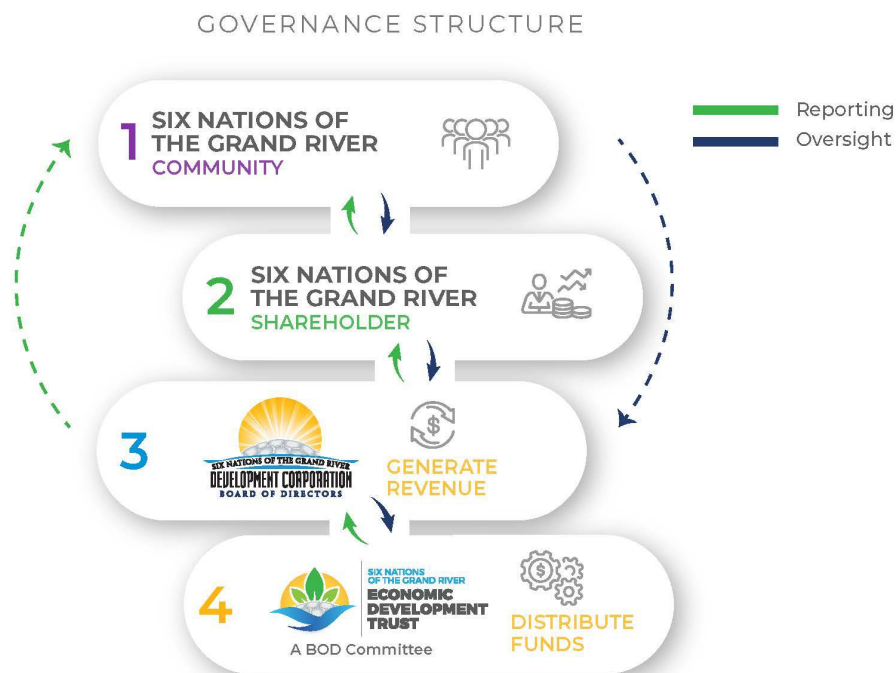 GOVERNANCE STRUCTURE
Reporting
Oversight
1
SIX NATIONS OF
THE GRAND RIVER
COMMUNITY
2
SIX NATIONS OF
THE GRAND RIVER
SHAREHOLDER
3
SIX NATIONS OF THE GRAND RIVER
DEVELOPMENT CORPORATION
BOARD OF DIRECTORS
$
GENERATE
REVENUE
4
SIX NATIONS
OF THE GRAND RIVER
ECONOMIC
DEVELOPMENT
TRUST
A BOD Committee
$
DISTRIBUTE
FUNDS